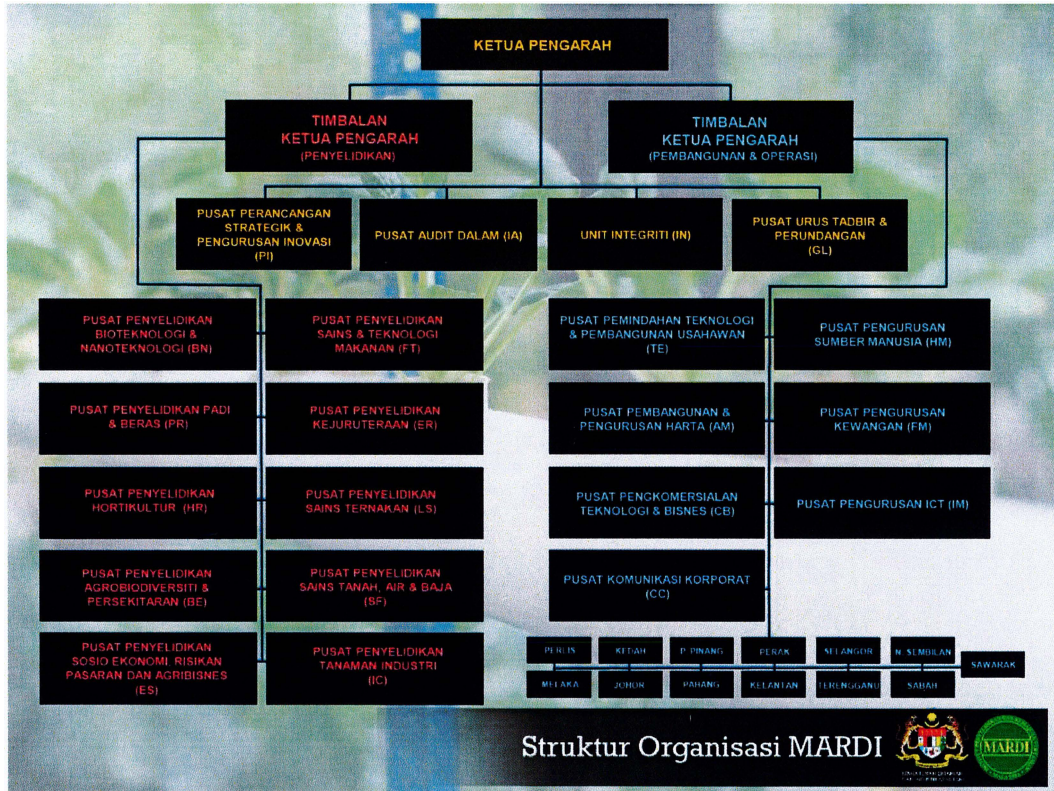 KETUA PENGARAH
TIMBALAN
KETUA PENGARAH
(PENYELIDIKAN)
TIMBALAN
KETUA PENGARAH
(PEMBANGUNAN & OPERASI)
PUSAT PERANCANGAN
STRATEGIK &
PENGURUSAN INOVASI
(PI)
PUSAT AUDIT DALAM (IA)
UNIT INTEGRITI (IN)
PUSAT URUS TADBIR &
PERUNDANGAN
(GL)
PUSAT PENYELIDIKAN
BIOTEKNOLOGI &
NANOTEKNOLOGI (BN)
PUSAT PENYELIDIKAN
SAINS & TEKNOLOGI
MAKANAN (FT)
PUSAT PEMINDAHAN TEKNOLOGI
& PEMBANGUNAN USAHAWAN
(TE)
PUSAT PENGURUSAN
SUMBER MANUSIA (HM)
PUSAT PENYELIDIKAN PADI
& BERAS (PR)
PUSAT PENYELIDIKAN
KEJURUTERAAN (ER)
PUSAT PEMBANGUNAN &
PENGURUSAN HARTA (AM)
PUSAT PENGURUSAN
KEWANGAN (FM)
PUSAT PENYELIDIKAN
HORTIKULTUR (HR)
PUSAT PENYELIDIKAN
SAINS TERNAKAN (LS)
PUSAT PENGKOMERSIALAN
TEKNOLOGI & BISNES (CB)
PUSAT PENGURUSAN ICT (IM)
PUSAT PENYELIDIKAN
AGROBIODIVERSITI &
PERSEKITARAN (BE)
PUSAT PENYELIDIKAN
SAINS TANAH, AIR & BAJA
(SF)
PUSAT KOMUNIKASI KORPORAT
(CC)
PUSAT PENYELIDIKAN
SOSIO EKONOMI, RISIKAN
PASARAN DAN AGRIBISNES
(ES)
PUSAT PENYELIDIKAN
TANAMAN INDUSTRI
(IC)
PERLIS
KEDAH
P. PINANG
PERAK
SELANGOR
N. SEMBILAN
SAWARAK
MELAKA
JOHOR
PAHANG
KELANTAN
TERENGGANU
SABAH
Struktur Organisasi MARDI
MARDI